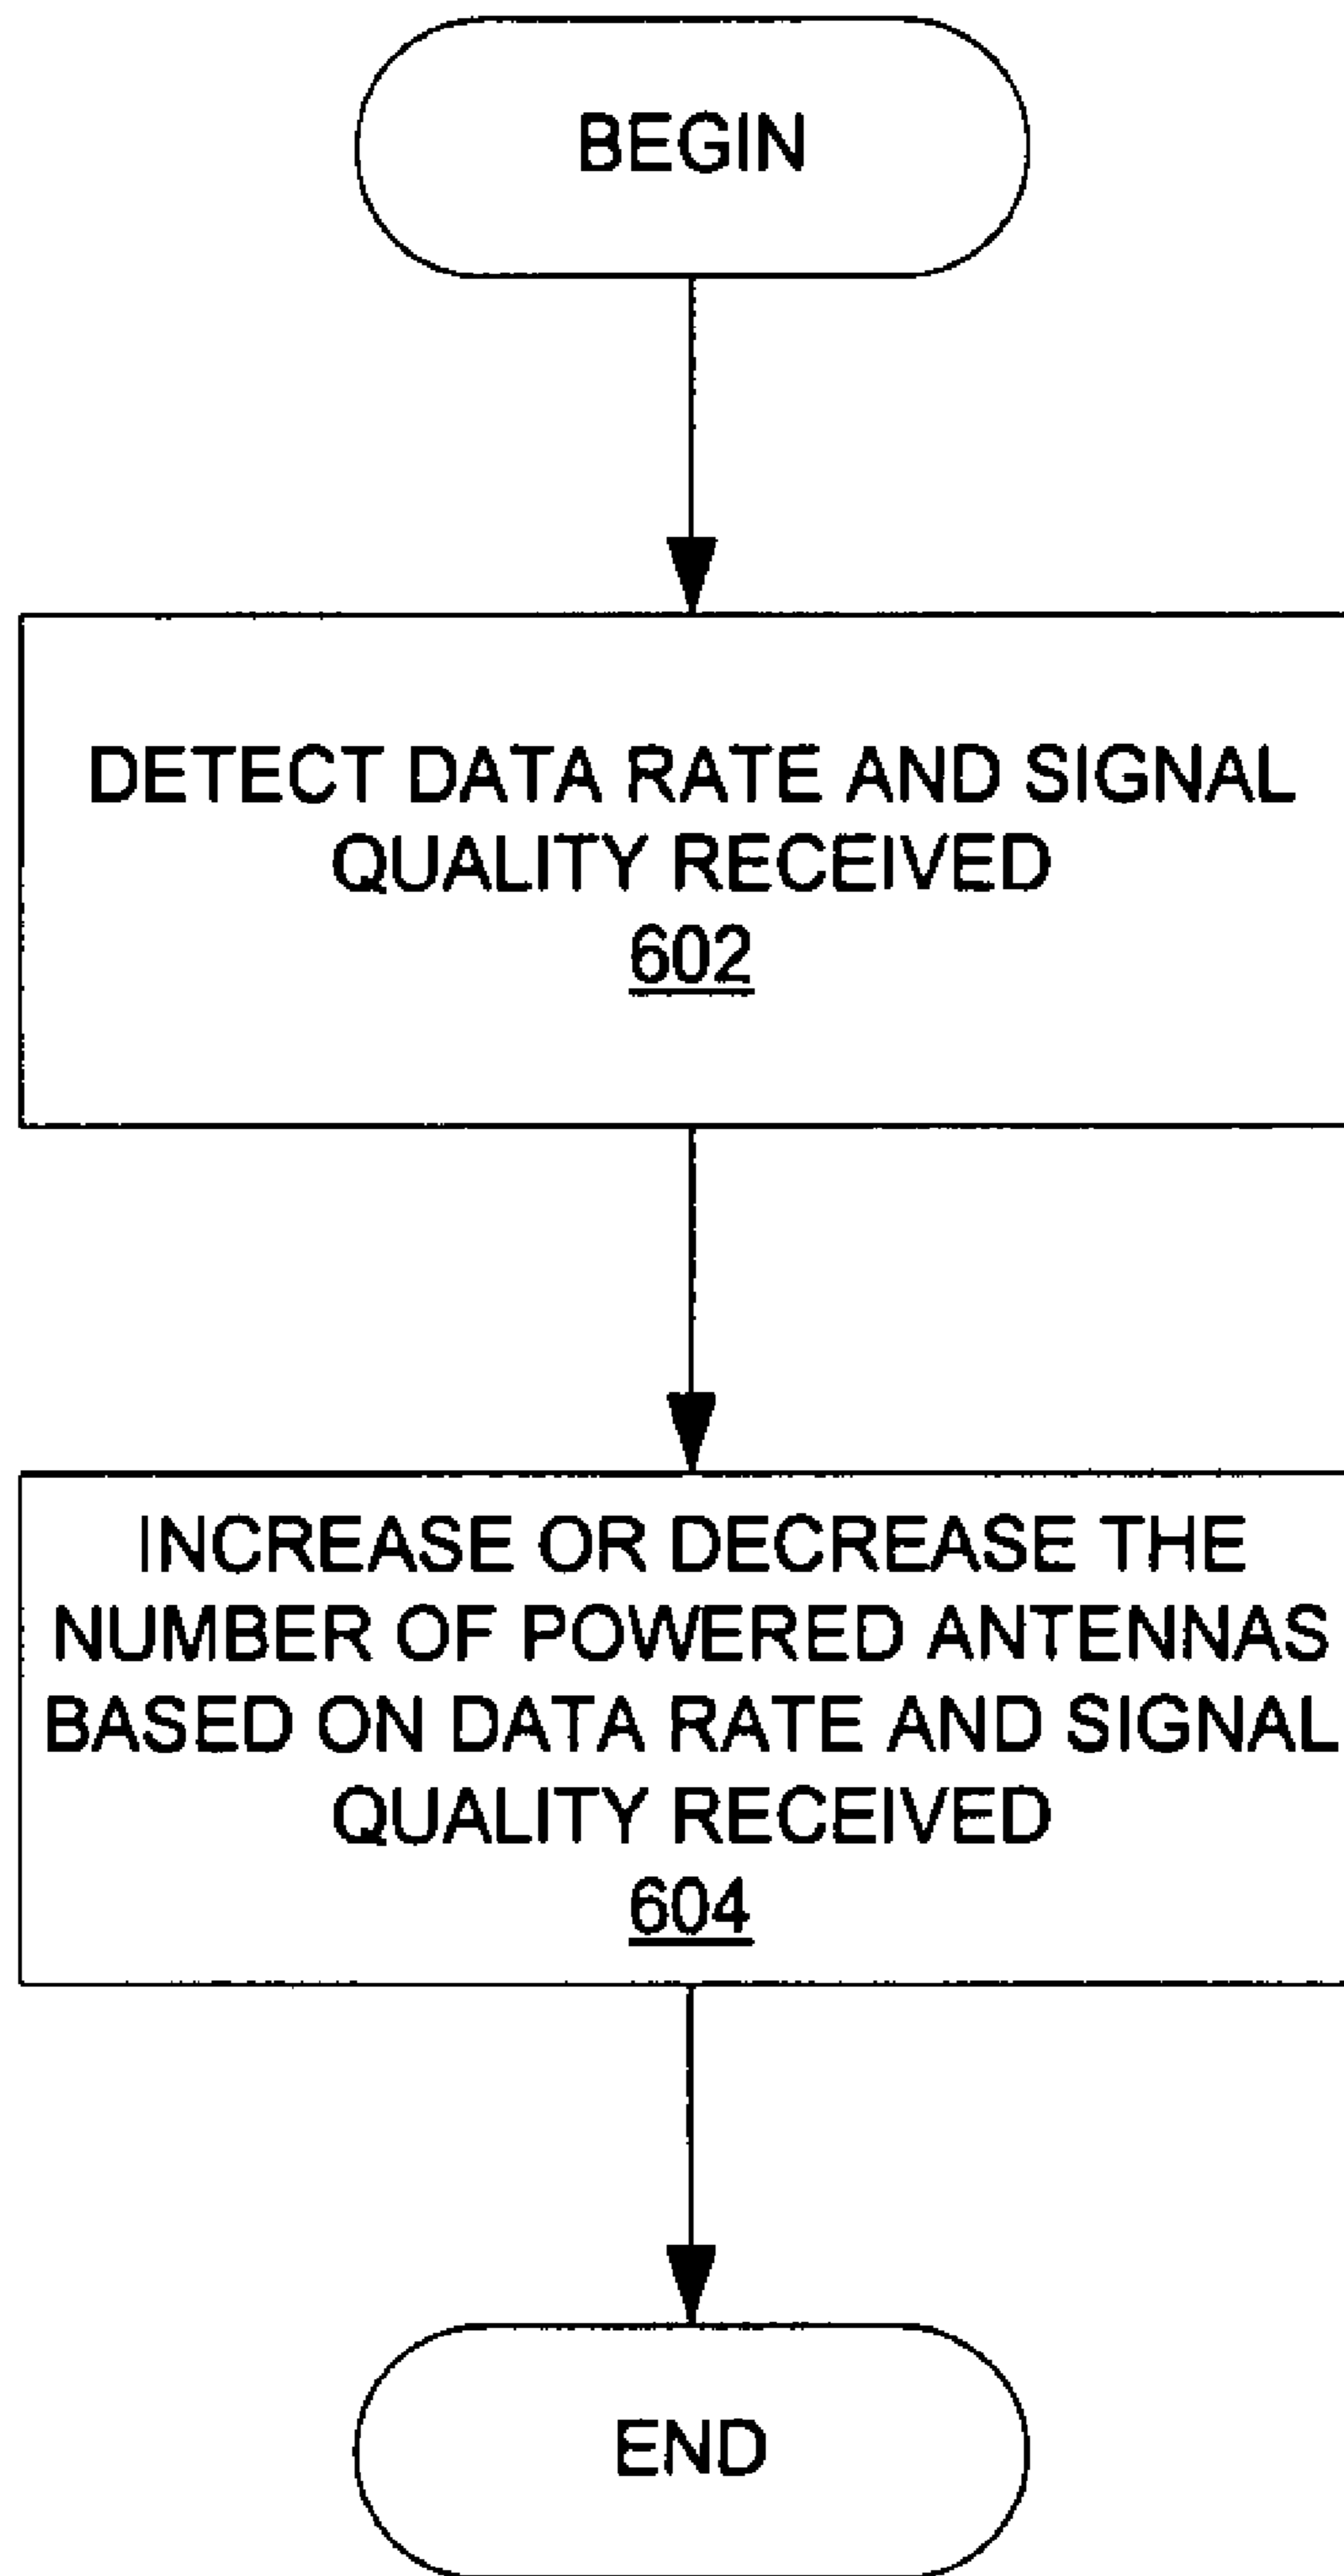 BEGIN
DETECT DATA RATE AND SIGNAL
QUALITY RECEIVED
602
INCREASE OR DECREASE THE
NUMBER OF POWERED ANTENNAS
BASED ON DATA RATE AND SIGNAL
QUALITY RECEIVED
604
END